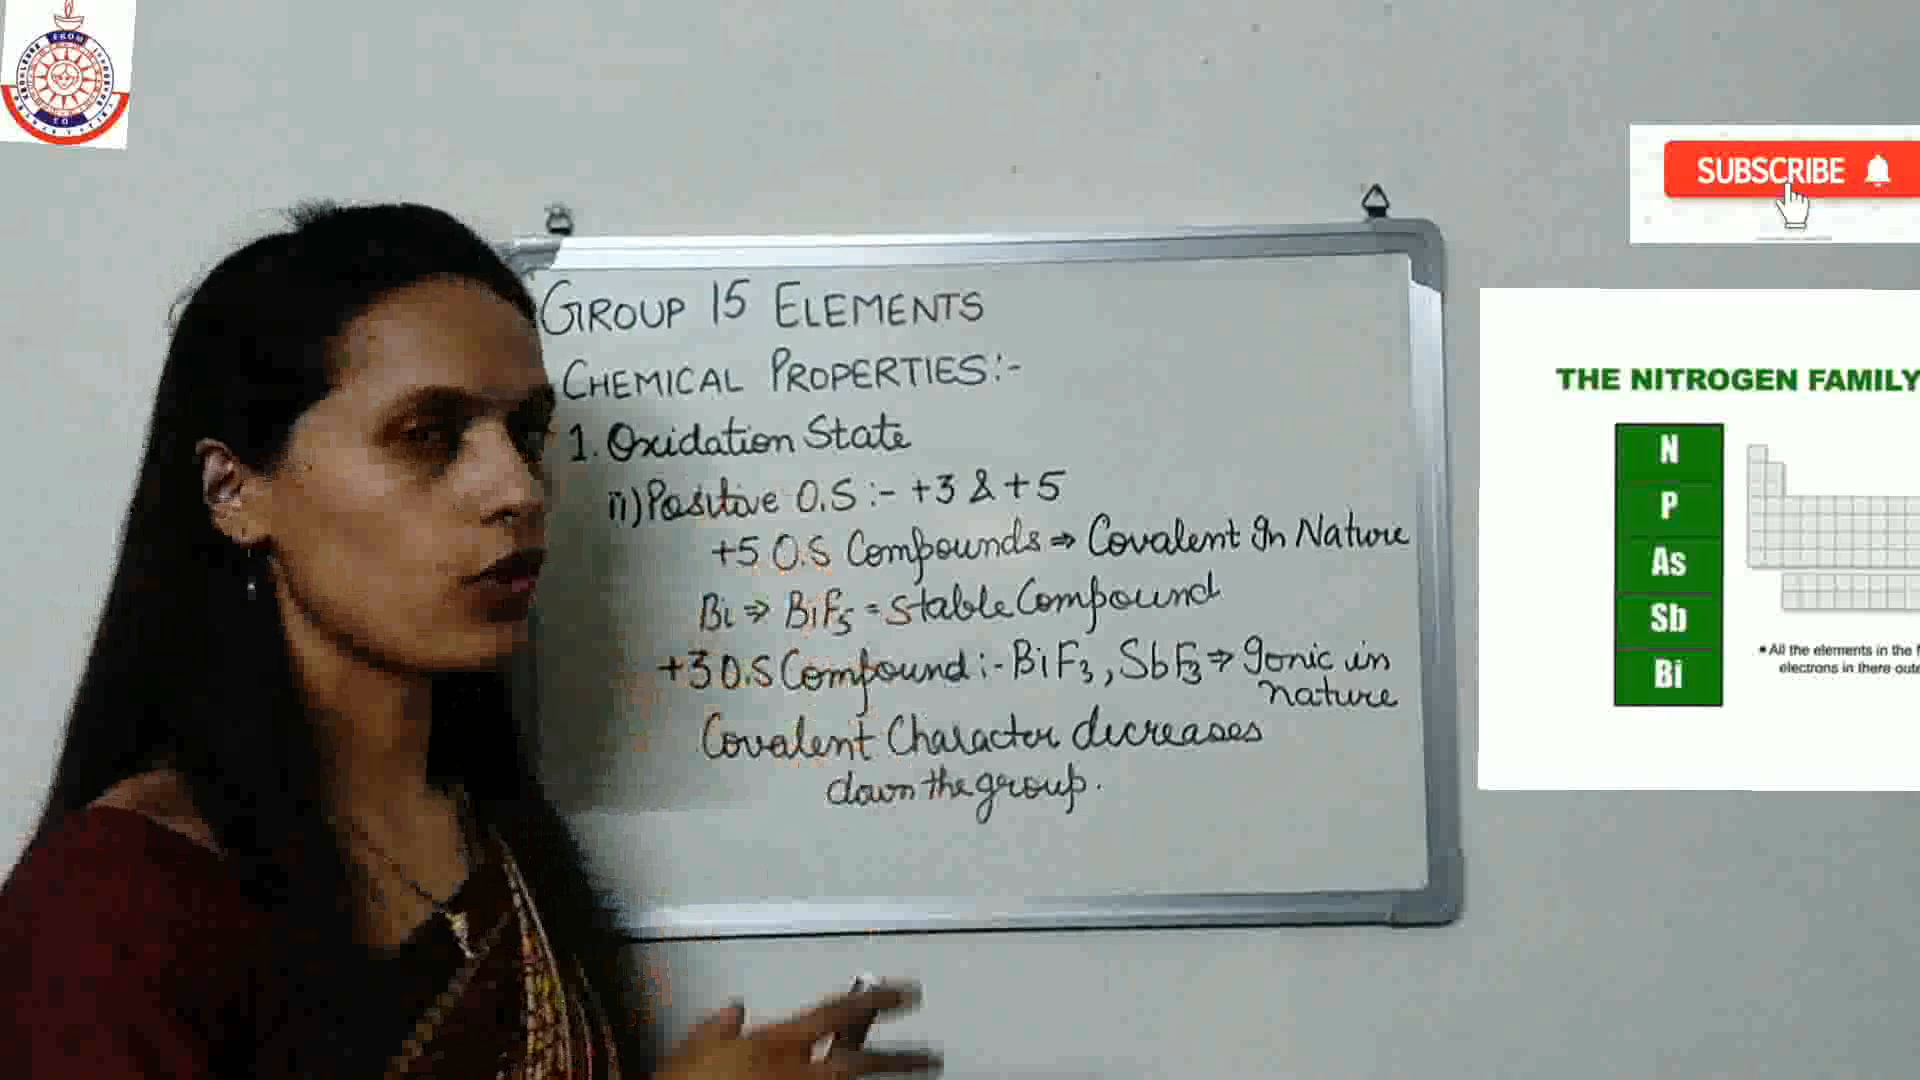 GROUP 15 ELEMENTS
CHEMICAL PROPERTIES:-
1. Oxidation State
ii) Positive O.S :- +3 & +5
+5 O.S Compounds ⇒ Covalent In Nature
Bi ⇒ BiF5 = Stable Compound
+3 O.S Compound :- BiF3, SbF3 ⇒ Ionic in
nature
Covalent Character decreases
down the group.
SUBSCRIBE
THE NITROGEN FAMILY
N
P
As
Sb
Bi
• All the elements in the
electrons in there
FROM
TO